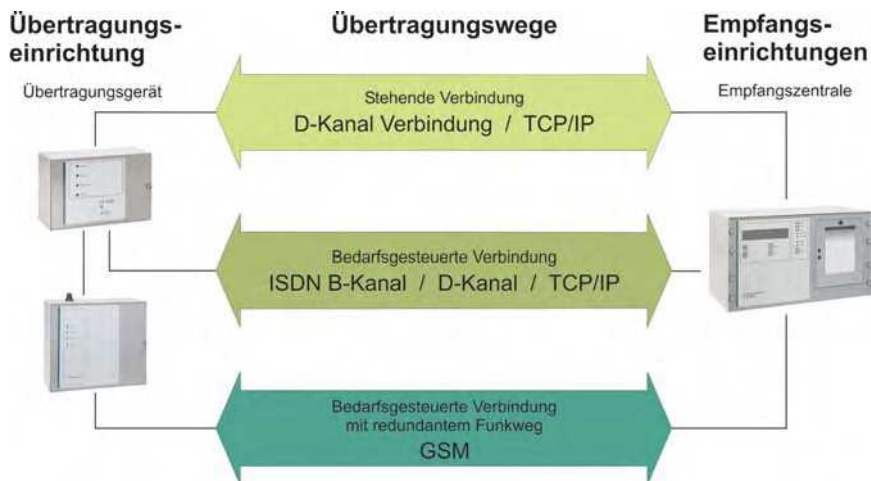 Übertragungs-
einrichtung
Übertragungsgerät
Übertragungswege
Empfangs-
einrichtungen
Empfangszentrale
Stehende Verbindung
D-Kanal Verbindung / TCP/IP
Bedarfsgesteuerte Verbindung
ISDN B-Kanal / D-Kanal / TCP/IP
Bedarfsgesteuerte Verbindung
mit redundantem Funkweg
GSM